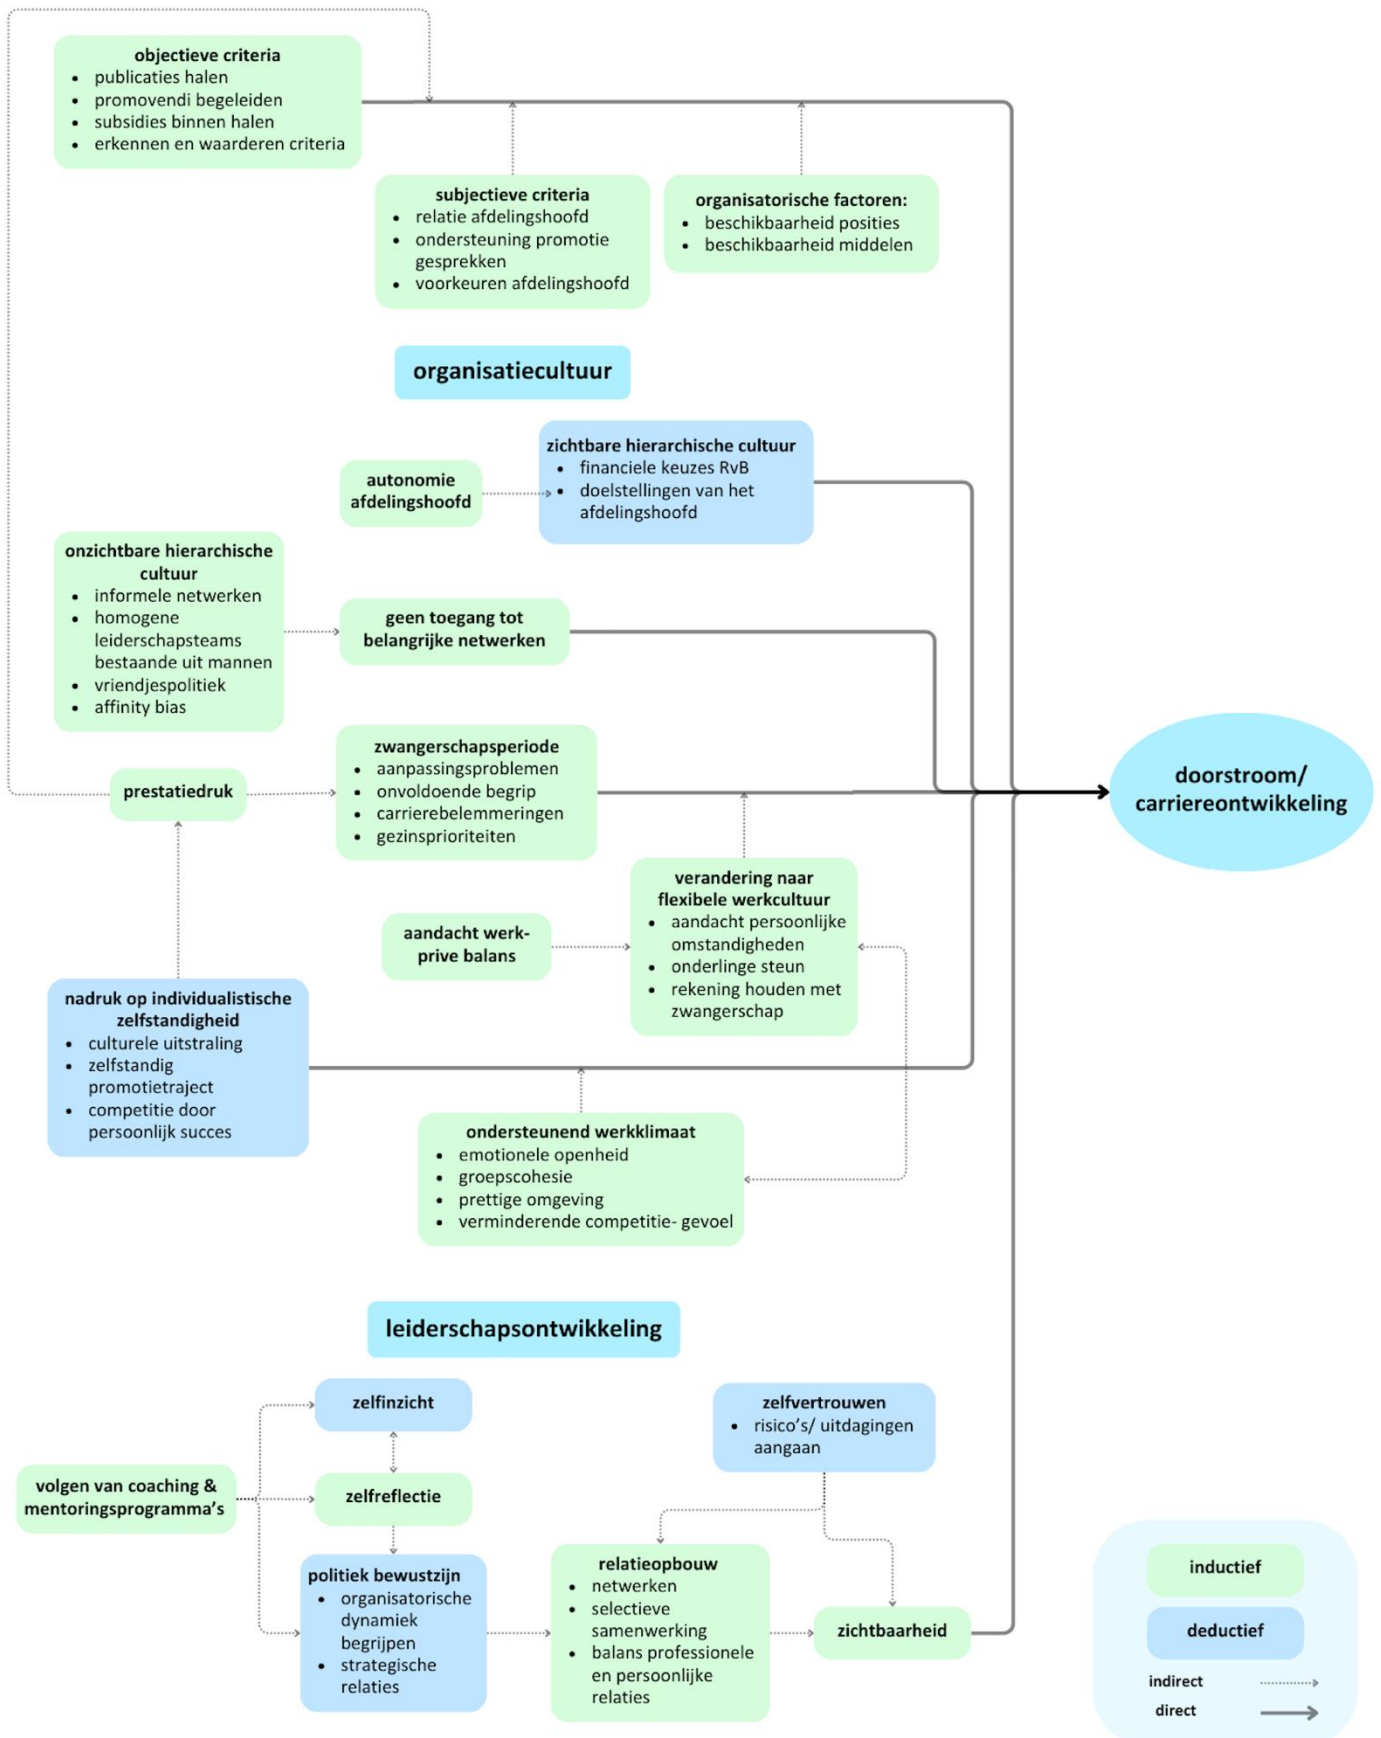 objectieve criteria
• publicaties halen
• promovendi begeleiden
• subsidies binnen halen
• erkennen en waarderen criteria
subjectieve criteria
• relatie afdelingshoofd
• ondersteuning promotie
gesprekken
• voorkeuren afdelingshoofd
organisatorische factoren:
• beschikbaarheid posities
• beschikbaarheid middelen
organisatiecultuur
zichtbare hierarchische cultuur
• financiele keuzes RvB
• doelstellingen van het
afdelingshoofd
autonomie
afdelingshoofd
onzichtbare hierarchische
cultuur
• informele netwerken
• homogene
leiderschapsteams
bestaande uit mannen
• vriendjespolitiek
• affinity bias
geen toegang tot
belangrijke netwerken
zwangerschapsperiode
• aanpassingsproblemen
• onvoldoende begrip
• carrierebelemmeringen
• gezinsprioriteiten
prestatiedruk
doorstroom/
carriereontwikkeling
verandering naar
flexibele werkcultuur
• aandacht persoonlijke
omstandigheden
• onderlinge steun
• rekening houden met
zwangerschap
aandacht werk-
prive balans
nadruk op individualistische
zelfstandigheid
• culturele uitstraling
• zelfstandig
promotietraject
• competitie door
persoonlijk succes
ondersteunend werkklimaat
• emotionele openheid
• groepscohesie
• prettige omgeving
• verminderende competitie- gevoel
leiderschapsontwikkeling
zelfinzicht
zelfvertrouwen
• risico's/ uitdagingen
aangaan
volgen van coaching &
mentoringsprogramma's
zelfreflectie
politiek bewustzijn
• organisatorische
dynamiek
begrijpen
• strategische
relaties
relatieopbouw
• netwerken
• selectieve
samenwerking
• balans professionele
en persoonlijke
relaties
zichtbaarheid
inductief
deductief
indirect
direct